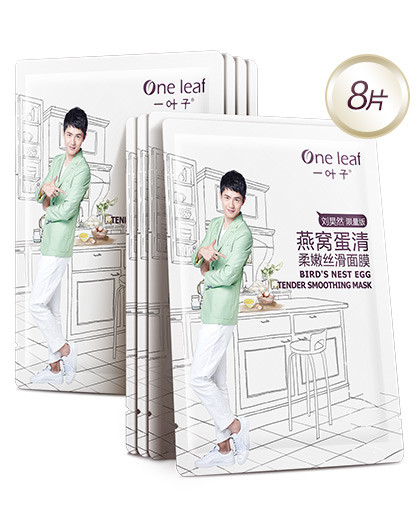 One leaf
一叶子®
TENDER
8片
One leaf
一叶子®
刘昊然 限量版
燕窝蛋清
柔嫩丝滑面膜
BIRD'S NEST EGG
TENDER SMOOTHING MASK